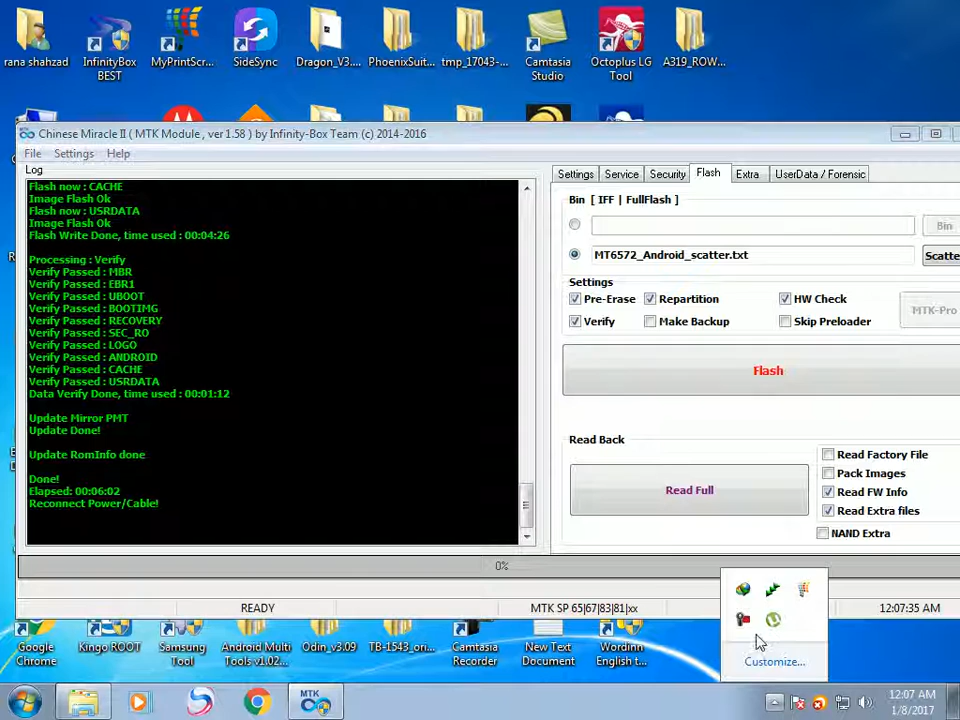 rana shahzad
InfinityBox
BEST
MyPrintScr...
SideSync
Dragon_V3....
PhoenixSuit...
tmp_17043-...
Camtasia
Studio
Octoplus LG
Tool
A319_ROW...
Chinese Miracle II ( MTK Module , ver 1.58 ) by Infinity-Box Team (c) 2014-2016
File Settings Help
Log
Flash now : CACHE
Image Flash Ok
Flash now : USRDATA
Image Flash Ok
Flash Write Done, time used : 00:04:26
Processing : Verify
Verify Passed : MBR
Verify Passed : EBR1
Verify Passed : UBOOT
Verify Passed : BOOTIMG
Verify Passed : RECOVERY
Verify Passed : SEC_RO
Verify Passed : LOGO
Verify Passed : ANDROID
Verify Passed : CACHE
Verify Passed : USRDATA
Data Verify Done, time used : 00:01:12
Update Mirror PMT
Update Done!
Update RomInfo done
Done!
Elapsed: 00:06:02
Reconnect Power/Cable!
Settings Service Security Flash Extra UserData / Forensic
Bin [ IFF | FullFlash ]
Bin
MT6572_Android_scatter.txt
Scatte
Settings
Pre-Erase Repartition HW Check
Verify Make Backup Skip Preloader
MTK-Pro
Flash
Read Back
Read Full
Read Factory File
Pack Images
Read FW Info
Read Extra files
NAND Extra
0%
READY
MTK SP 65|67|83|81|xx
12:07:35 AM
Customize...
Google
Chrome
Kingo ROOT
Samsung
Tool
Android Multi
Tools v1.02...
Odin_v3.09
TB-1543_ori...
Camtasia
Recorder
New Text
Document
Wordinn
English t...
MTK
12:07 AM
1/8/2017